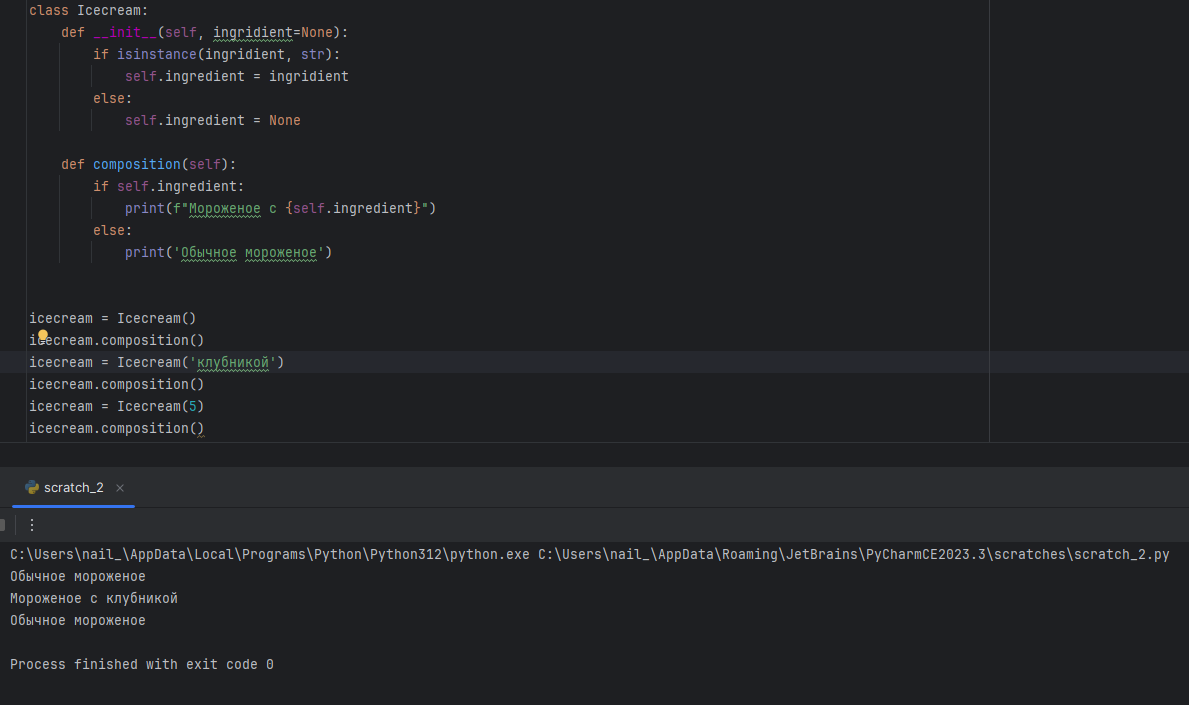 class Icecream:
    def __init__(self, ingridient=None):
        if isinstance(ingridient, str):
            self.ingredient = ingridient
        else:
            self.ingredient = None
    def composition(self):
        if self.ingredient:
            print(f"Мороженое с {self.ingredient}")
        else:
            print('Обычное мороженое')
icecream = Icecream()
icecream.composition()
icecream = Icecream('клубникой')
icecream.composition()
icecream = Icecream(5)
icecream.composition()
scratch_2
C:\Users\nail_\AppData\Local\Programs\Python\Python312\python.exe C:\Users\nail_\AppData\Roaming\JetBrains\PyCharmCE2023.3\scratches\scratch_2.py
Обычное мороженое
Мороженое с клубникой
Обычное мороженое
Process finished with exit code 0